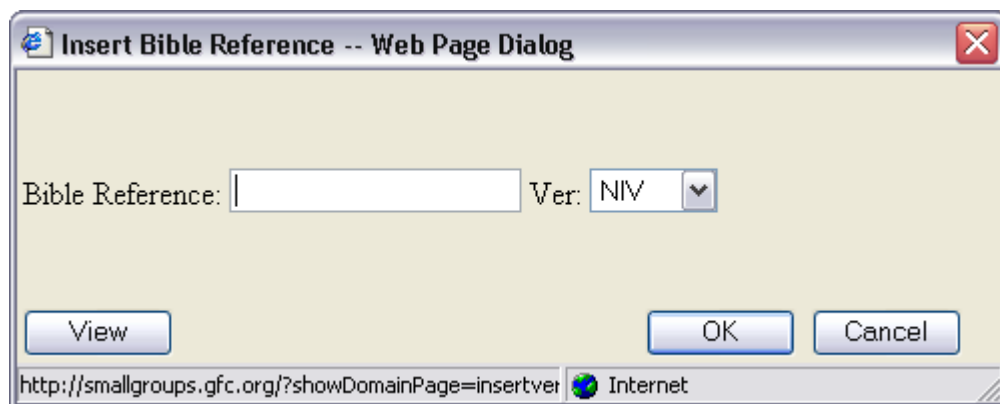 Insert Bible Reference -- Web Page Dialog
Bible Reference: Ver: NIV
View OK Cancel
http://smallgroups.gfc.org/?showDomainPage=insertver Internet